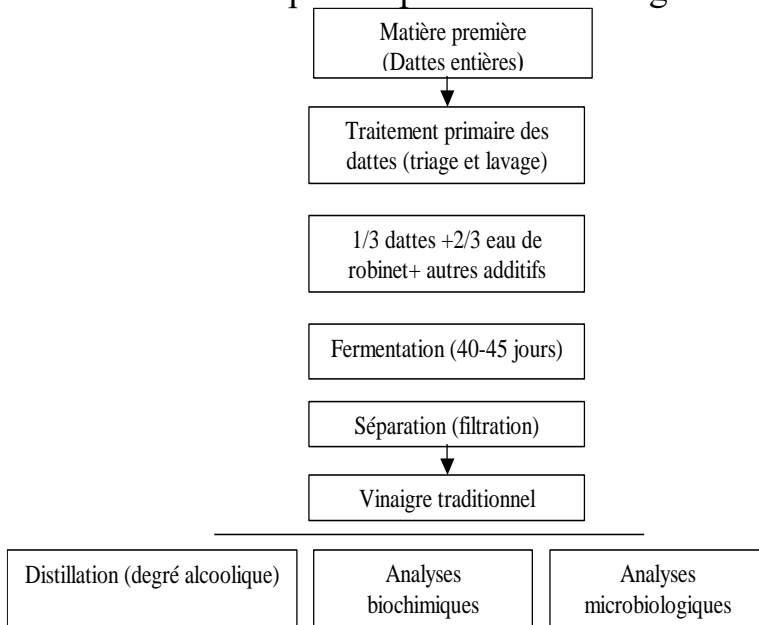 Matière première
(Dattes entières)
Traitement primaire des
dattes (triage et lavage)
1/3 dattes +2/3 eau de
robinet+ autres additifs
Fermentation (40-45 jours)
Séparation (filtration)
Vinaigre traditionnel
Distillation (degré alcoolique)
Analyses
biochimiques
Analyses
microbiologiques